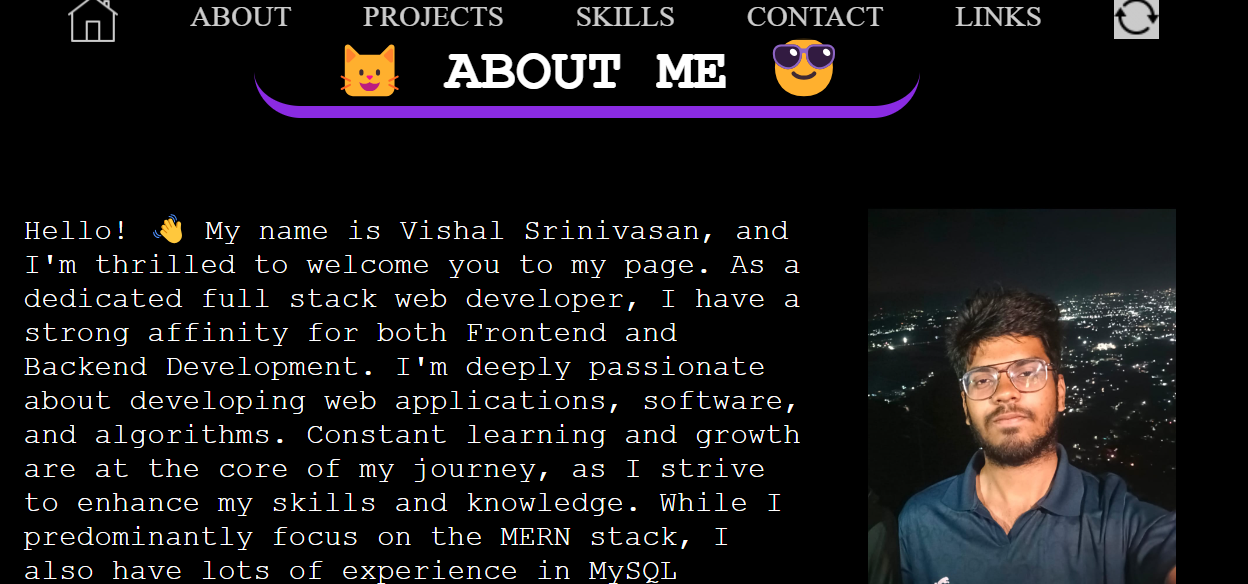 ABOUT PROJECTS SKILLS CONTACT LINKS
🐱 ABOUT ME 😎
Hello! 👋 My name is Vishal Srinivasan, and
I'm thrilled to welcome you to my page. As a
dedicated full stack web developer, I have a
strong affinity for both Frontend and
Backend Development. I'm deeply passionate
about developing web applications, software,
and algorithms. Constant learning and growth
are at the core of my journey, as I strive
to enhance my skills and knowledge. While I
predominantly focus on the MERN stack, I
also have lots of experience in MySQL